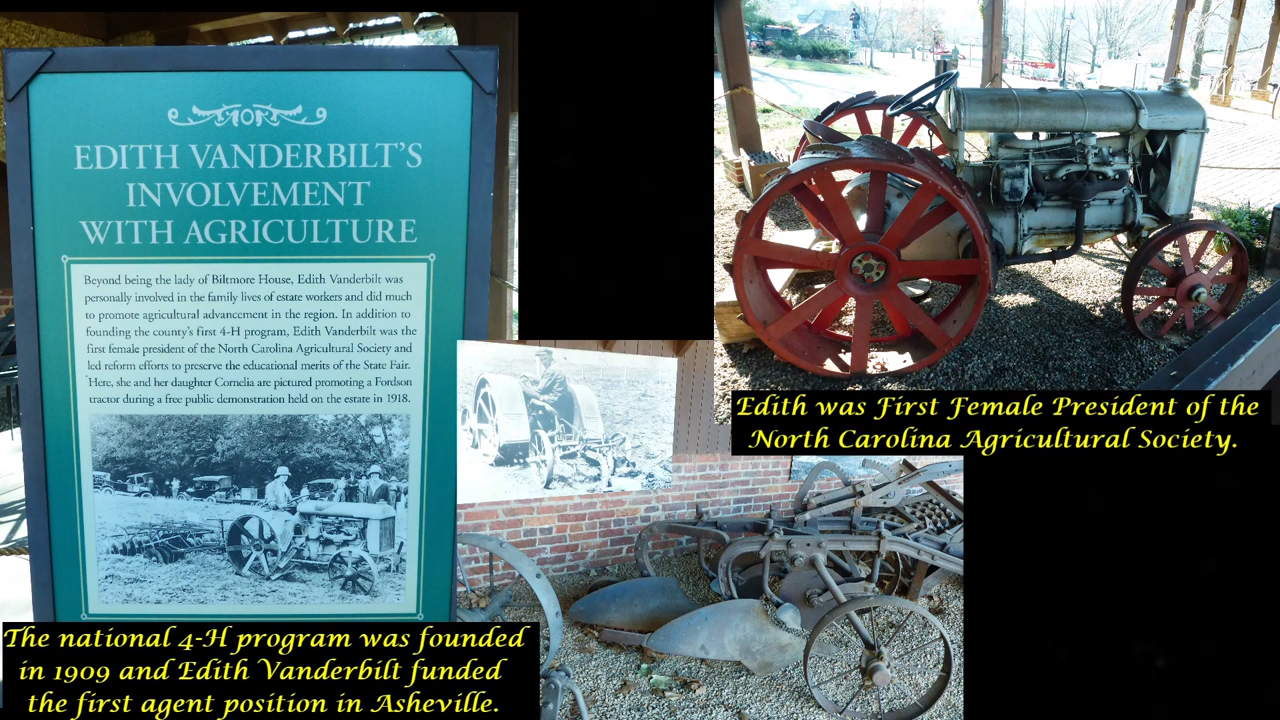 EDITH VANDERBILT'S
INVOLVEMENT
WITH AGRICULTURE
Beyond being the lady of Biltmore House, Edith Vanderbilt was
personally involved in the family lives of estate workers and did much
to promote agricultural advancement in the region. In addition to
founding the county's first 4-H program, Edith Vanderbilt was the
first female president of the North Carolina Agricultural Society and
led reform efforts to preserve the educational merits of the State Fair.
Here, she and her daughter Cornelia are pictured promoting a Fordson
tractor during a free public demonstration held on the estate in 1918.
The national 4-H program was founded
in 1909 and Edith Vanderbilt funded
the first agent position in Asheville.
Edith was First Female President of the
North Carolina Agricultural Society.